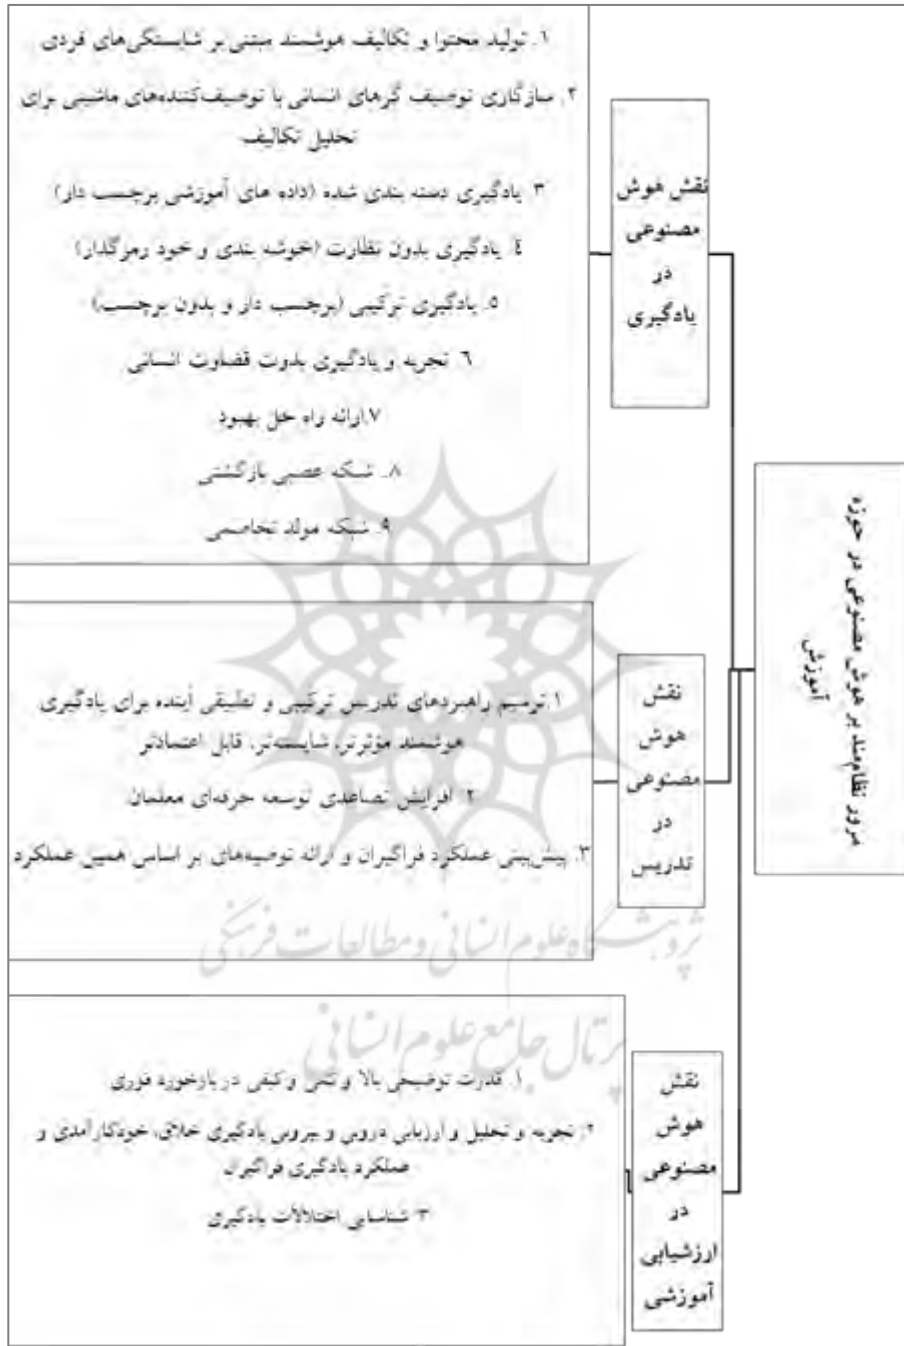 مرور نظام‌مند بر هوش مصنوعی در حوزه
آموزش
نقش هوش
مصنوعی
در
یادگیری
۱. تولید محتوا و تکالیف هوشمند مبتنی بر شایستگی‌های فردی
۲. سازگاری توصیف گرهای انسانی با توصیف‌کننده‌های ماشینی برای
تحلیل تکالیف
۳. یادگیری دسته بندی شده (داده های آموزشی برچسب دار)
٤. یادگیری بدون نظارت (خوشه بندی و خود رمزگذار)
٥. یادگیری ترکیبی (برچسب دار و بدون برچسب)
٦. تجربه و یادگیری بدون قضاوت انسانی
۷.ارائه راه حل بهبود
۸. شبکه عصبی بازگشتی
۹. شبکه مولد تخاصمی
نقش
هوش
مصنوعی
در
تدریس
۱.ترسیم راهبردهای تدریس ترکیبی و تطبیقی آینده برای یادگیری
هوشمند مؤثرتر، شایسته‌تر، قابل اعتمادتر
۲. افزایش تصاعدی توسعه حرفه‌ای معلمان
۳. پیش‌بینی عملکرد فراگیران و ارائه توصیه‌های بر اساس همین عملکرد
پژوهشگاه علوم انسانی و مطالعات فرهنگی
پرتال جامع علوم انسانی
نقش
هوش
مصنوعی
در
ارزشیابی
آموزشی
۱. قدرت توضیحی بالا و کمی و کیفی در بازخورد فوری
۲. تجزیه و تحلیل و ارزیابی درونی و بیرونی یادگیری خلاق، خودکارآمدی و
عملکرد یادگیری فراگیران
۳. شناسایی اختلالات یادگیری